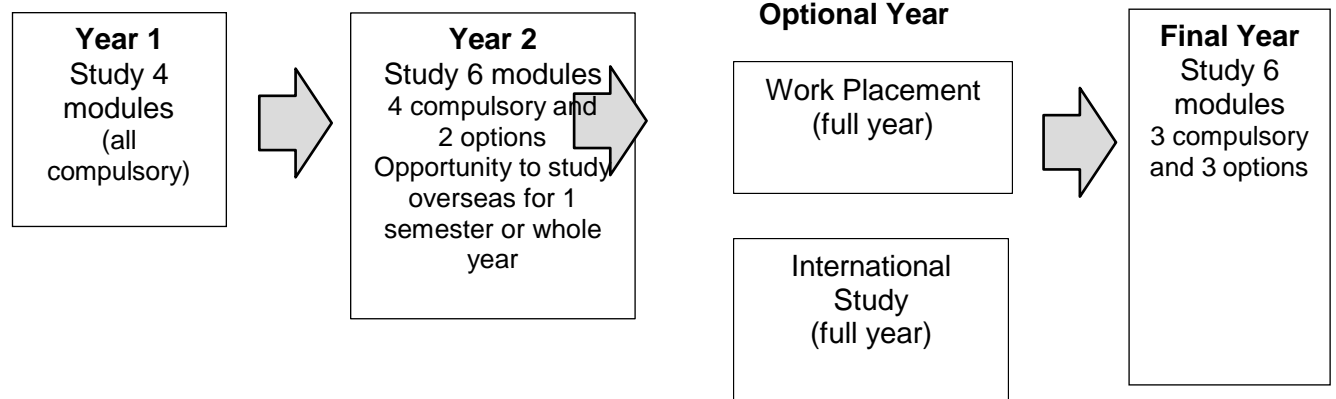 Year 1
Study 4
modules
(all
compulsory)
Year 2
Study 6 modules
4 compulsory and
2 options
Opportunity to study
overseas for 1
semester or whole
year
Optional Year
Work Placement
(full year)
International
Study
(full year)
Final Year
Study 6
modules
3 compulsory
and 3 options